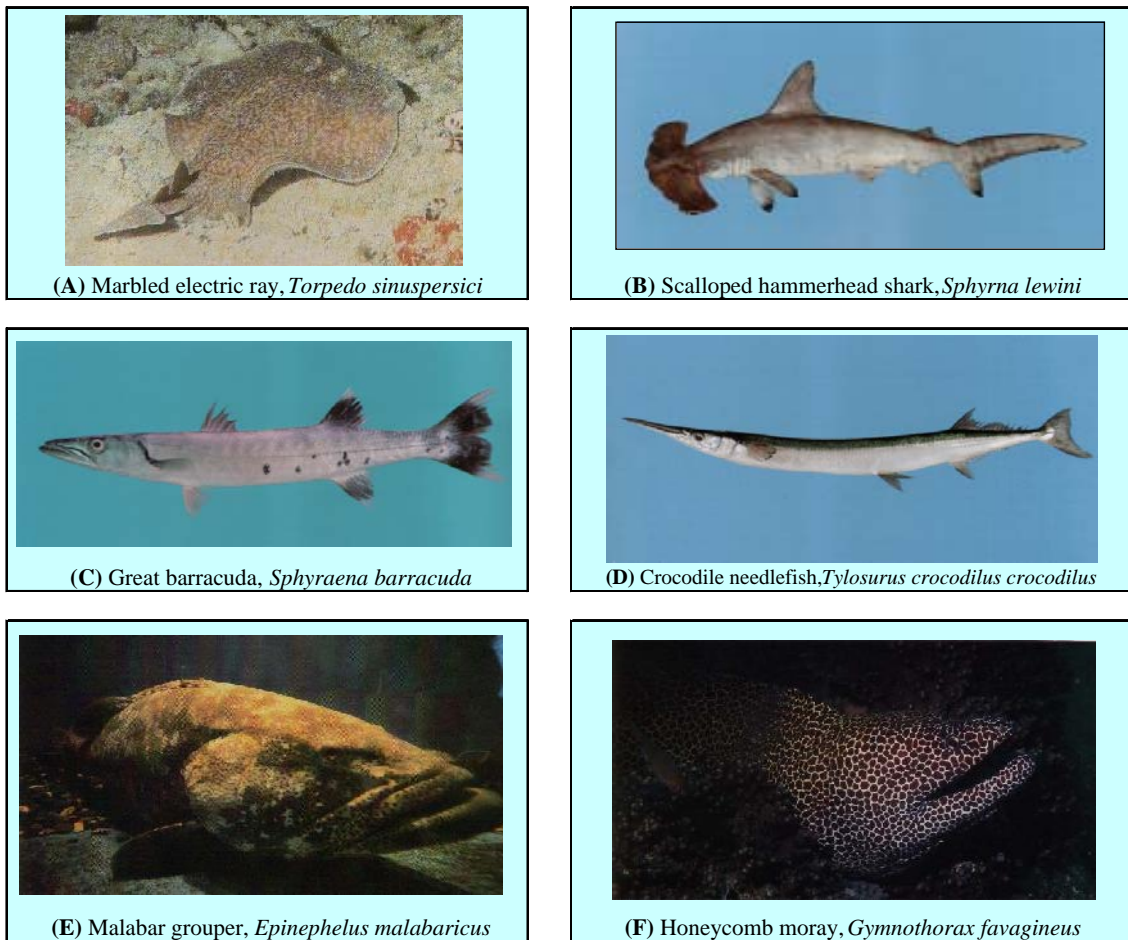 (A) Marbled electric ray, Torpedo sinuspersici
(B) Scalloped hammerhead shark, Sphyrna lewini
(C) Great barracuda, Sphyraena barracuda
(D) Crocodile needlefish,Tylosurus crocodilus crocodilus
(E) Malabar grouper, Epinephelus malabaricus
(F) Honeycomb moray, Gymnothorax favagineus